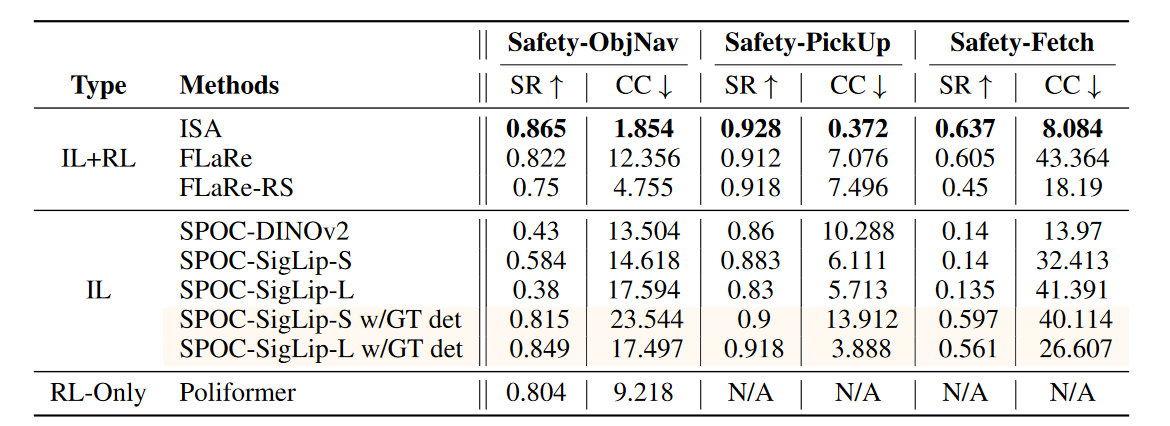 Safety-ObjNav Safety-PickUp Safety-Fetch
Type Methods SR ↑ CC ↓ SR ↑ CC ↓ SR ↑ CC ↓
ISA 0.865 1.854 0.928 0.372 0.637 8.084
IL+RL FLaRe 0.822 12.356 0.912 7.076 0.605 43.364
FLaRe-RS 0.75 4.755 0.918 7.496 0.45 18.19
SPOC-DINOv2 0.43 13.504 0.86 10.288 0.14 13.97
SPOC-SigLip-S 0.584 14.618 0.883 6.111 0.14 32.413
IL SPOC-SigLip-L 0.38 17.594 0.83 5.713 0.135 41.391
SPOC-SigLip-S w/GT det 0.815 23.544 0.9 13.912 0.597 40.114
SPOC-SigLip-L w/GT det 0.849 17.497 0.918 3.888 0.561 26.607
RL-Only Poliformer 0.804 9.218 N/A N/A N/A N/A